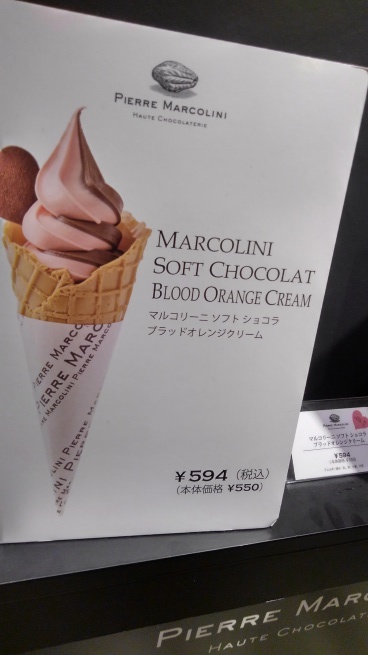 PIERRE MARCOLINI
HAUTE CHOCOLATERIE
MARCOLINI
SOFT CHOCOLAT
BLOOD ORANGE CREAM
マルコリーニ ソフト ショコラ
ブラッドオレンジクリーム
¥594 (税込)
(本体価格 ¥550)
PIERRE MARCO
PIERRE MARC
PIERRE MARCOLINI
PIERRE MARCOLINI
マルコリーニ ソフト ショコラ
ブラッドオレンジクリーム
¥594
PIERRE MARCO
HAUTE CHOCOLAT